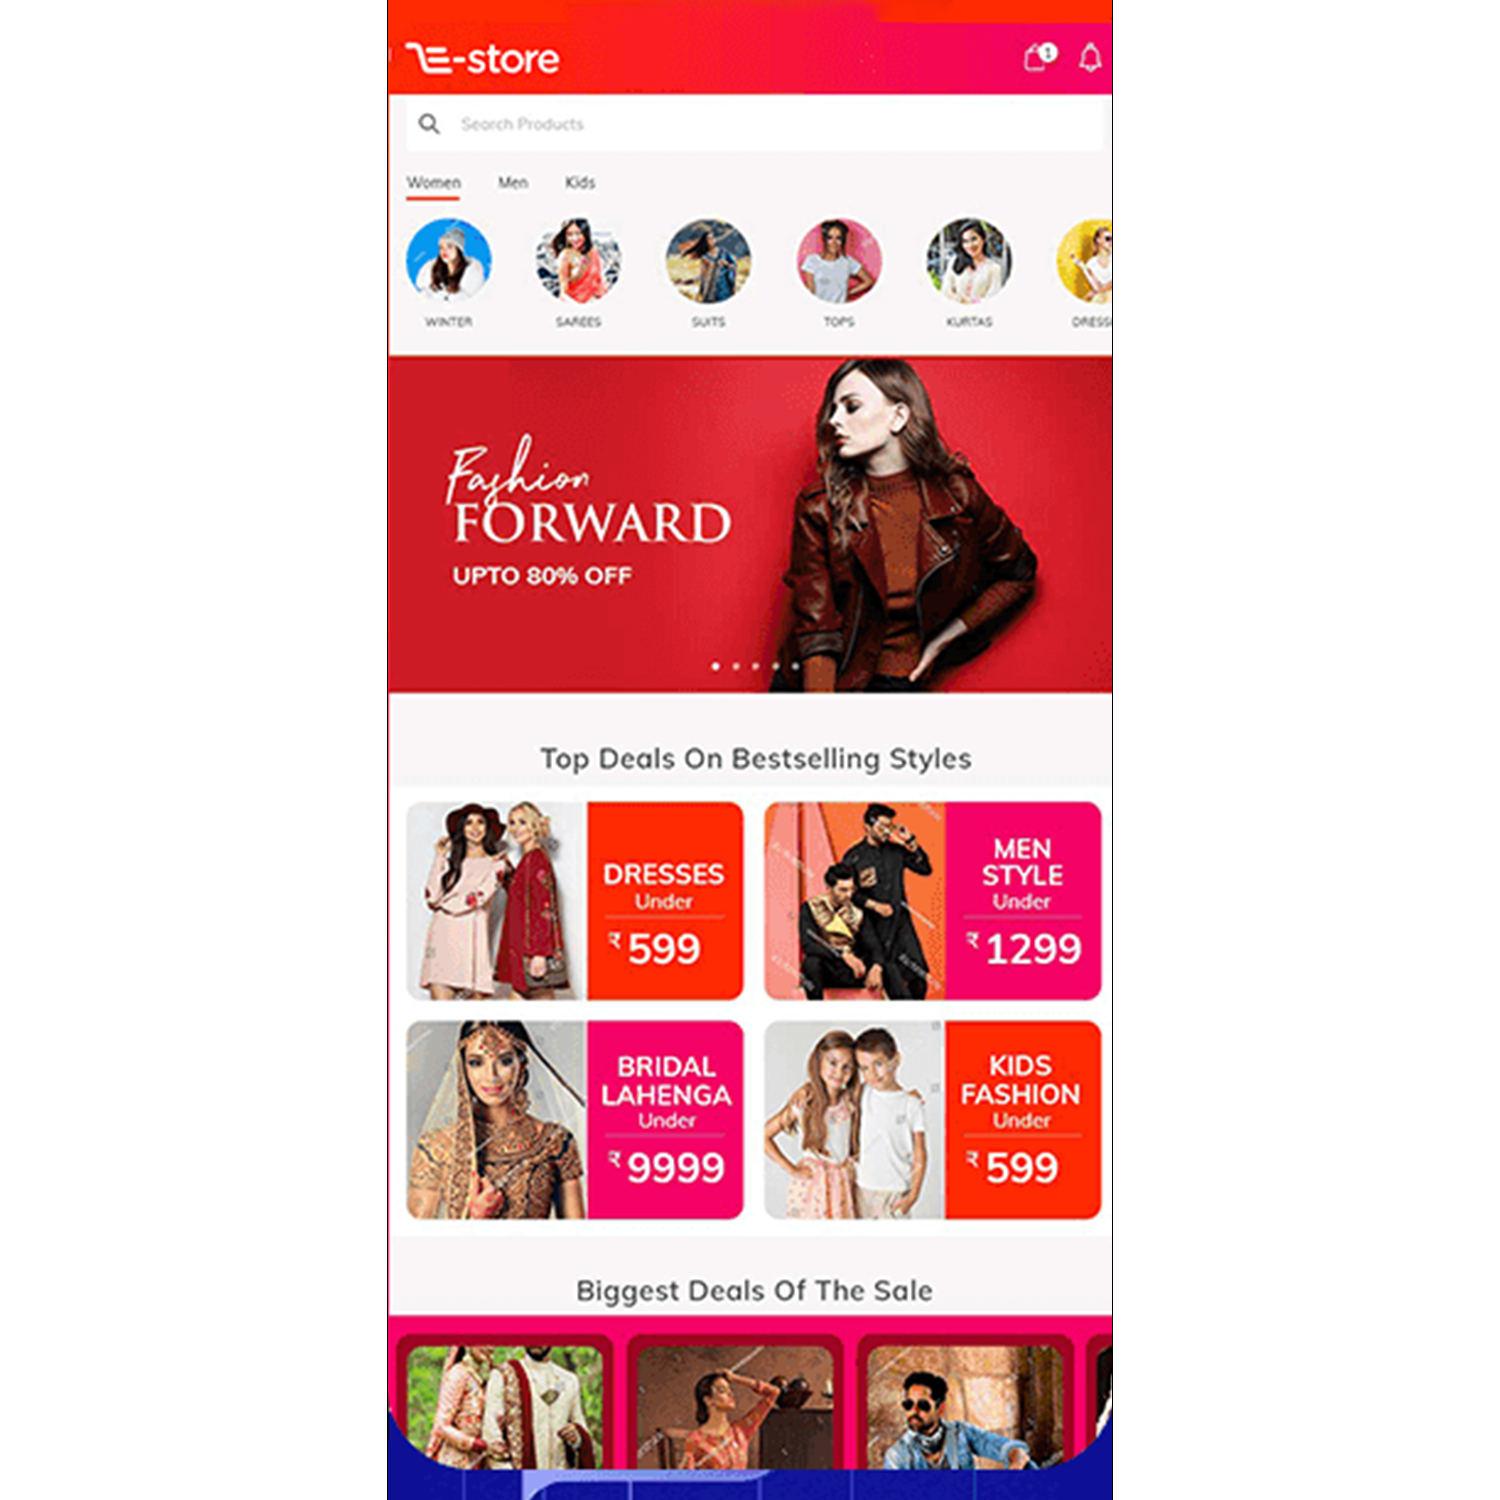 E-store
1
Search Products
Women Men Kids
WINTER SAREES SUITS TOPS KURTAS DRESS
Fashion
FORWARD
UPTO 80% OFF
Top Deals On Bestselling Styles
DRESSES
Under
₹ 599
MEN
STYLE
Under
₹ 1299
BRIDAL
LAHENGA
Under
₹ 9999
KIDS
FASHION
Under
₹ 599
Biggest Deals Of The Sale